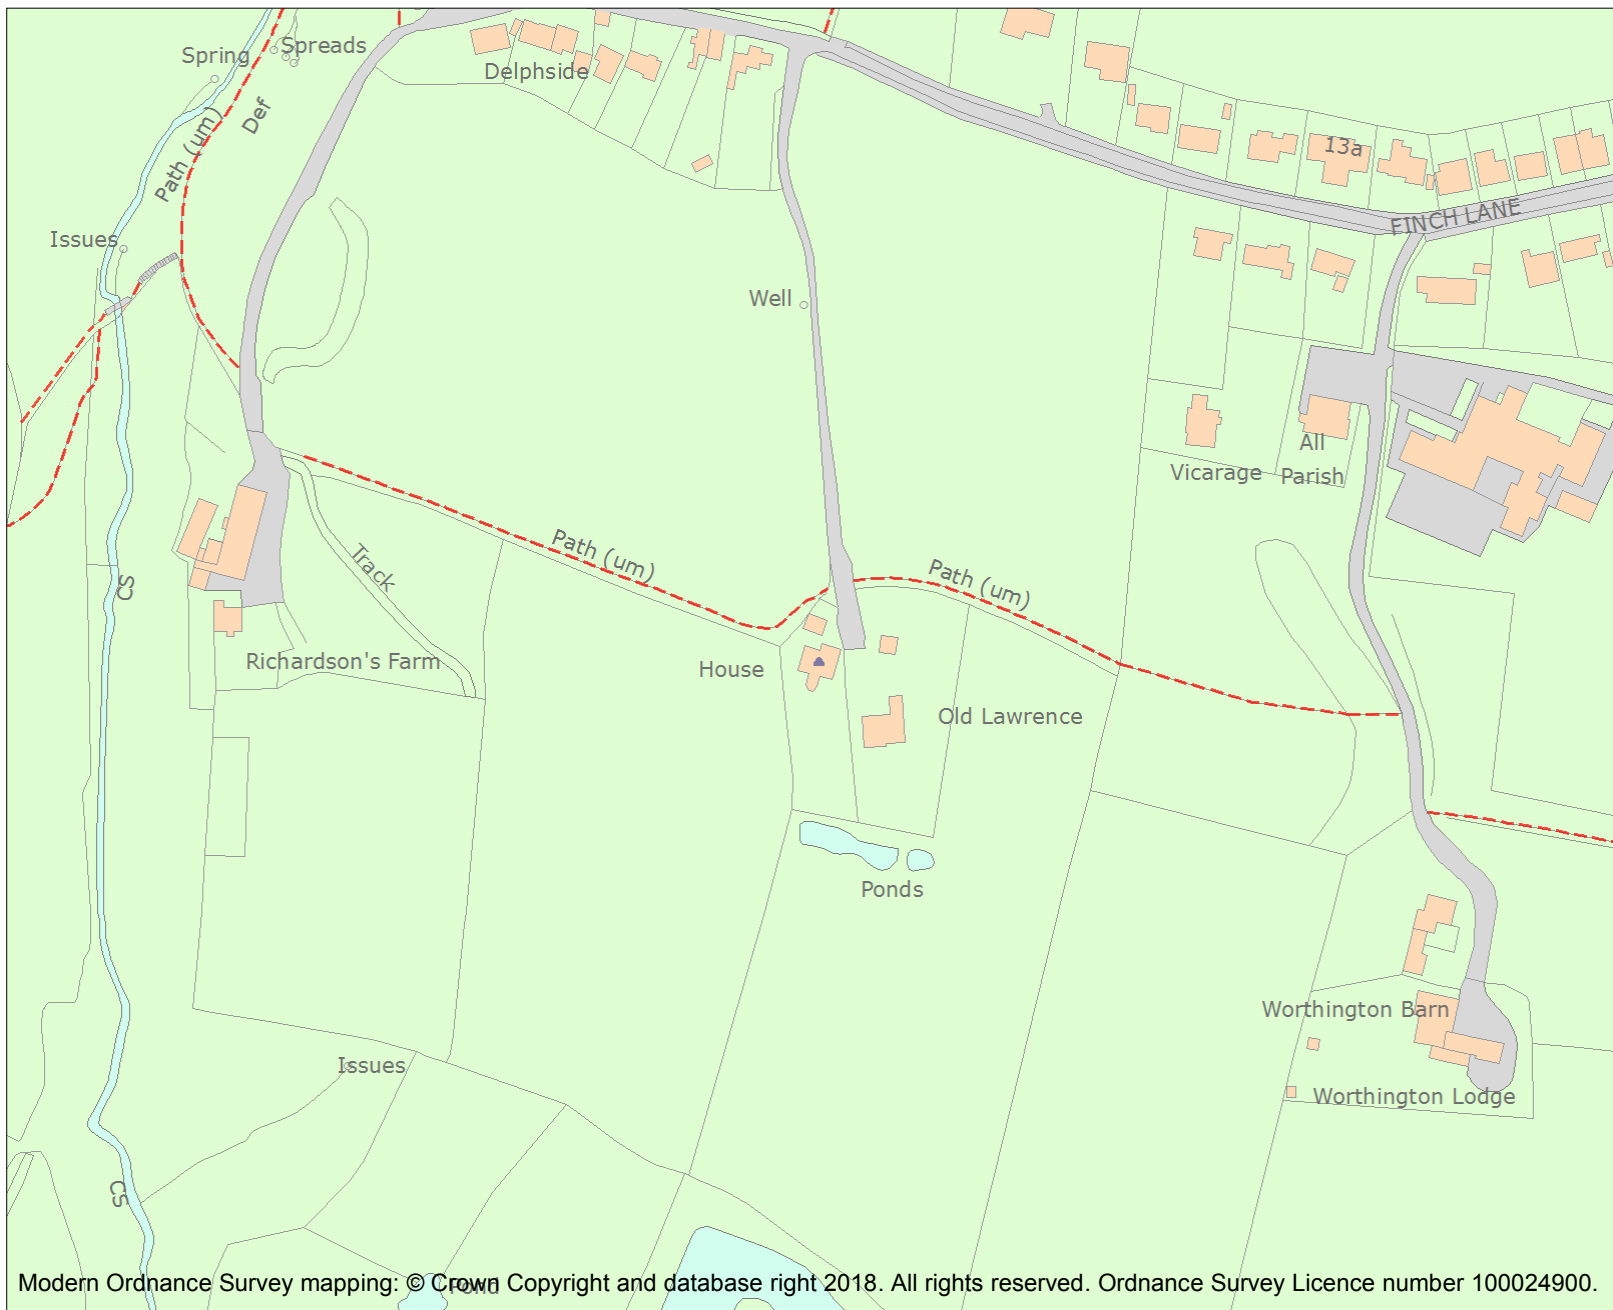 Spring
Spreads
Delphside
Def
Path (um)
13a
FINCH LANE
Issues
Well
All
Vicarage
Parish
Path (um)
Track
Path (um)
CS
Richardson's Farm
House
Old Lawrence
Ponds
Worthington Barn
Issues
Worthington Lodge
CS
Pond
Modern Ordnance Survey mapping: © Crown Copyright and database right 2018. All rights reserved. Ordnance Survey Licence number 100024900.